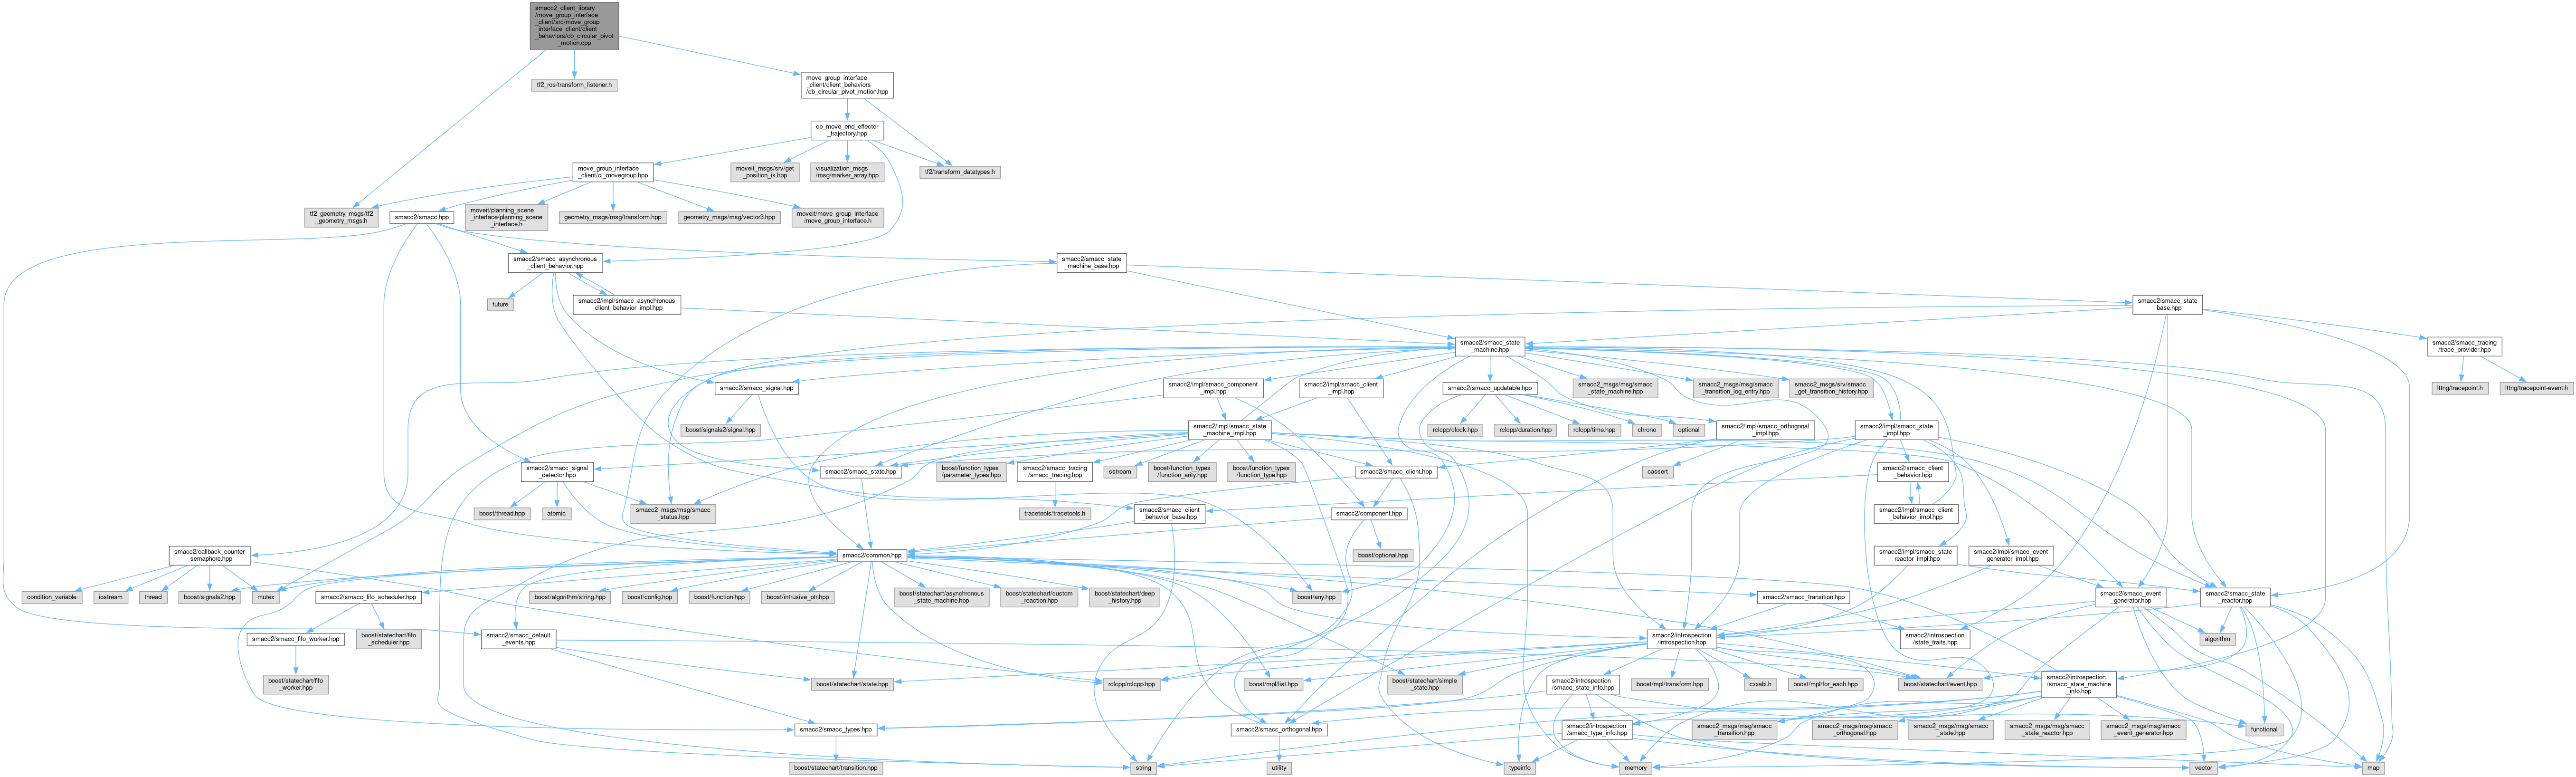 smacc2_client_library
/move_group_interface
_client/src/move_group
_interface_client/client
_behaviors/cb_circular_pivot
_motion.cpp
tf2_ros/transform_listener.h
move_group_interface
_client/client_behaviors
/cb_circular_pivot_motion.hpp
cb_move_end_effector
_trajectory.hpp
move_group_interface
_client/cl_movegroup.hpp
moveit_msgs/srv/get
_position_ik.hpp
visualization_msgs
/msg/marker_array.hpp
tf2/transform_datatypes.h
tf2_geometry_msgs/tf2
_geometry_msgs.h
smacc2/smacc.hpp
moveit/planning_scene
_interface/planning_scene
_interface.h
geometry_msgs/msg/transform.hpp
geometry_msgs/msg/vector3.hpp
moveit/move_group_interface
/move_group_interface.h
smacc2/smacc_asynchronous
_client_behavior.hpp
smacc2/smacc_state
_machine_base.hpp
future
smacc2/impl/smacc_asynchronous
_client_behavior_impl.hpp
smacc2/smacc_state
_base.hpp
smacc2/smacc_state
_machine.hpp
smacc2/smacc_tracing
/trace_provider.hpp
smacc2/smacc_signal.hpp
smacc2/impl/smacc_component
_impl.hpp
smacc2/impl/smacc_client
_impl.hpp
smacc2/smacc_updatable.hpp
smacc2_msgs/msg/smacc
_state_machine.hpp
smacc2_msgs/msg/smacc
_transition_log_entry.hpp
smacc2_msgs/srv/smacc
_get_transition_history.hpp
lttng/tracepoint.h
lttng/tracepoint-event.h
boost/signals2/signal.hpp
smacc2/impl/smacc_state
_machine_impl.hpp
rclcpp/clock.hpp
rclcpp/duration.hpp
rclcpp/time.hpp
chrono
optional
smacc2/impl/smacc_orthogonal
_impl.hpp
smacc2/impl/smacc_state
_impl.hpp
smacc2/smacc_signal
_detector.hpp
smacc2/smacc_state.hpp
boost/function_types
/parameter_types.hpp
smacc2/smacc_tracing
/smacc_tracing.hpp
sstream
boost/function_types
/function_arity.hpp
boost/function_types
/function_type.hpp
smacc2/smacc_client.hpp
cassert
smacc2/smacc_client
_behavior.hpp
boost/thread.hpp
atomic
smacc2_msgs/msg/smacc
_status.hpp
tracetools/tracetools.h
smacc2/smacc_client
_behavior_base.hpp
smacc2/component.hpp
smacc2/impl/smacc_client
_behavior_impl.hpp
smacc2/callback_counter
_semaphore.hpp
smacc2/common.hpp
boost/optional.hpp
smacc2/impl/smacc_state
_reactor_impl.hpp
smacc2/impl/smacc_event
_generator_impl.hpp
condition_variable
iostream
thread
boost/signals2.hpp
mutex
smacc2/smacc_fifo_scheduler.hpp
boost/algorithm/string.hpp
boost/config.hpp
boost/function.hpp
boost/intrusive_ptr.hpp
boost/statechart/asynchronous
_state_machine.hpp
boost/statechart/custom
_reaction.hpp
boost/statechart/deep
_history.hpp
boost/any.hpp
smacc2/smacc_transition.hpp
smacc2/smacc_event
_generator.hpp
smacc2/smacc_state
_reactor.hpp
smacc2/smacc_fifo_worker.hpp
boost/statechart/fifo
_scheduler.hpp
smacc2/smacc_default
_events.hpp
smacc2/introspection
/introspection.hpp
smacc2/introspection
/state_traits.hpp
algorithm
boost/statechart/fifo
_worker.hpp
boost/statechart/state.hpp
rclcpp/rclcpp.hpp
boost/mpl/list.hpp
boost/statechart/simple
_state.hpp
smacc2/introspection
/smacc_state_info.hpp
boost/mpl/transform.hpp
cxxabi.h
boost/mpl/for_each.hpp
boost/statechart/event.hpp
smacc2/introspection
/smacc_state_machine
_info.hpp
smacc2/smacc_types.hpp
smacc2/smacc_orthogonal.hpp
smacc2/introspection
/smacc_type_info.hpp
smacc2_msgs/msg/smacc
_transition.hpp
smacc2_msgs/msg/smacc
_orthogonal.hpp
smacc2_msgs/msg/smacc
_state.hpp
smacc2_msgs/msg/smacc
_state_reactor.hpp
smacc2_msgs/msg/smacc
_event_generator.hpp
functional
boost/statechart/transition.hpp
string
utility
typeinfo
memory
vector
map